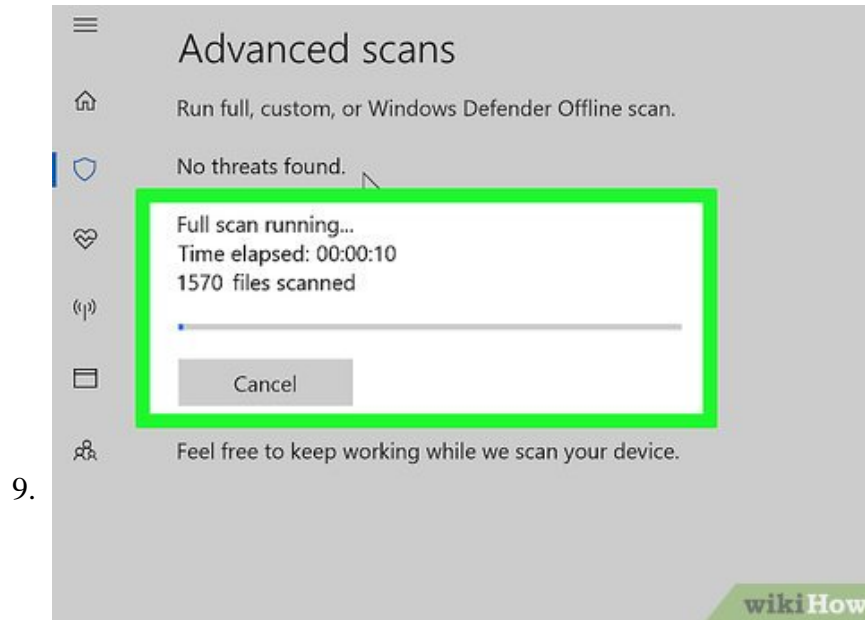 Advanced scans
Run full, custom, or Windows Defender Offline scan.
No threats found.
Full scan running...
Time elapsed: 00:00:10
1570 files scanned
Cancel
Feel free to keep working while we scan your device.
9.
wikiHow